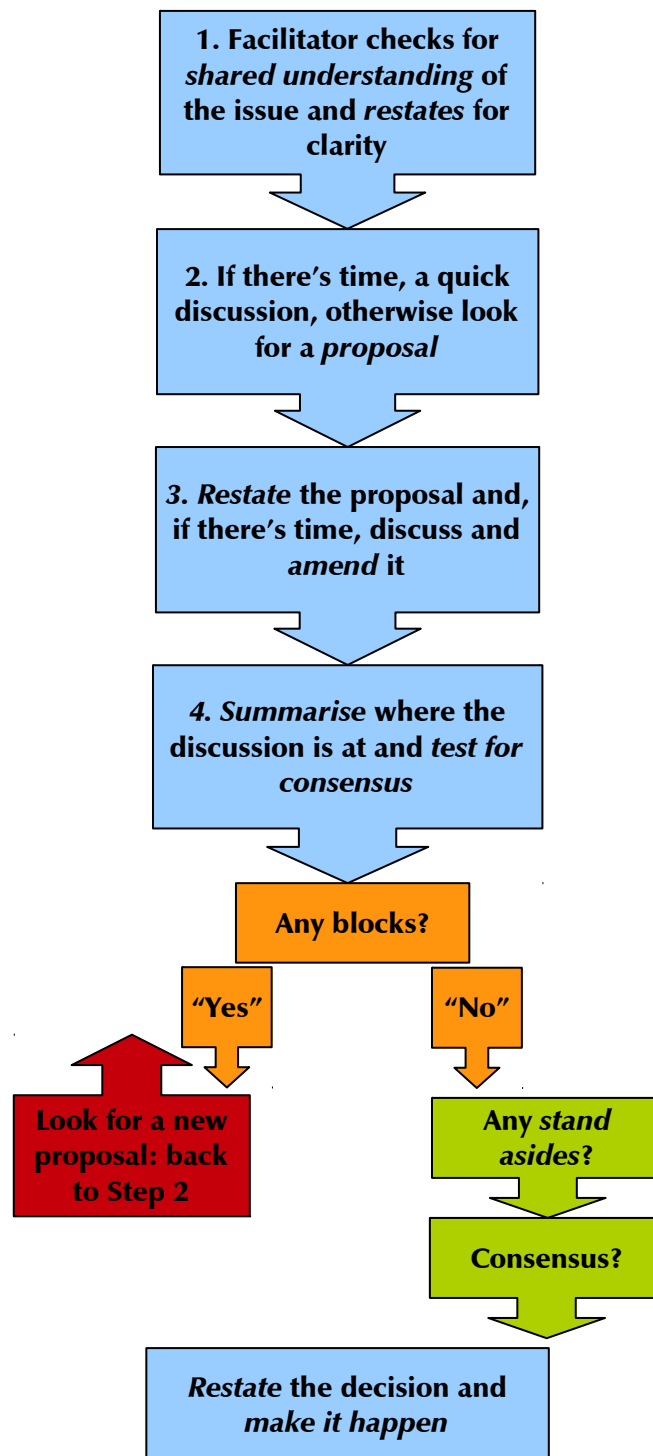 1. Facilitator checks for
shared understanding of
the issue and restates for
clarity
2. If there’s time, a quick
discussion, otherwise look
for a proposal
3. Restate the proposal and,
if there’s time, discuss and
amend it
4. Summarise where the
discussion is at and test for
consensus
Any blocks?
“Yes”
“No”
Look for a new
proposal: back
to Step 2
Any stand
asides?
Consensus?
Restate the decision and
make it happen